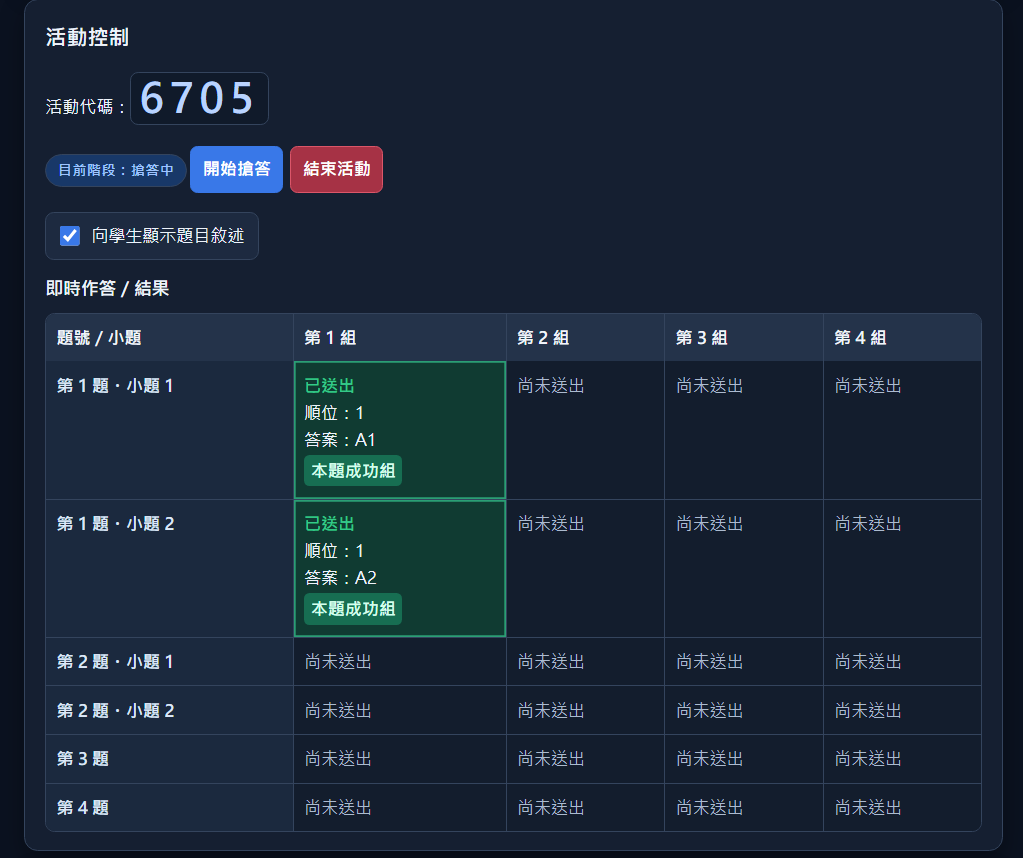 活動控制
活動代碼：6705
目前階段：搶答中 開始搶答 結束活動
向學生顯示題目敘述
即時作答 / 結果
題號 / 小題 第 1 組 第 2 組 第 3 組 第 4 組
第 1 題．小題 1 已送出 尚未送出 尚未送出 尚未送出
順位：1
答案：A1
本題成功組
第 1 題．小題 2 已送出 尚未送出 尚未送出 尚未送出
順位：1
答案：A2
本題成功組
第 2 題．小題 1 尚未送出 尚未送出 尚未送出 尚未送出
第 2 題．小題 2 尚未送出 尚未送出 尚未送出 尚未送出
第 3 題 尚未送出 尚未送出 尚未送出 尚未送出
第 4 題 尚未送出 尚未送出 尚未送出 尚未送出